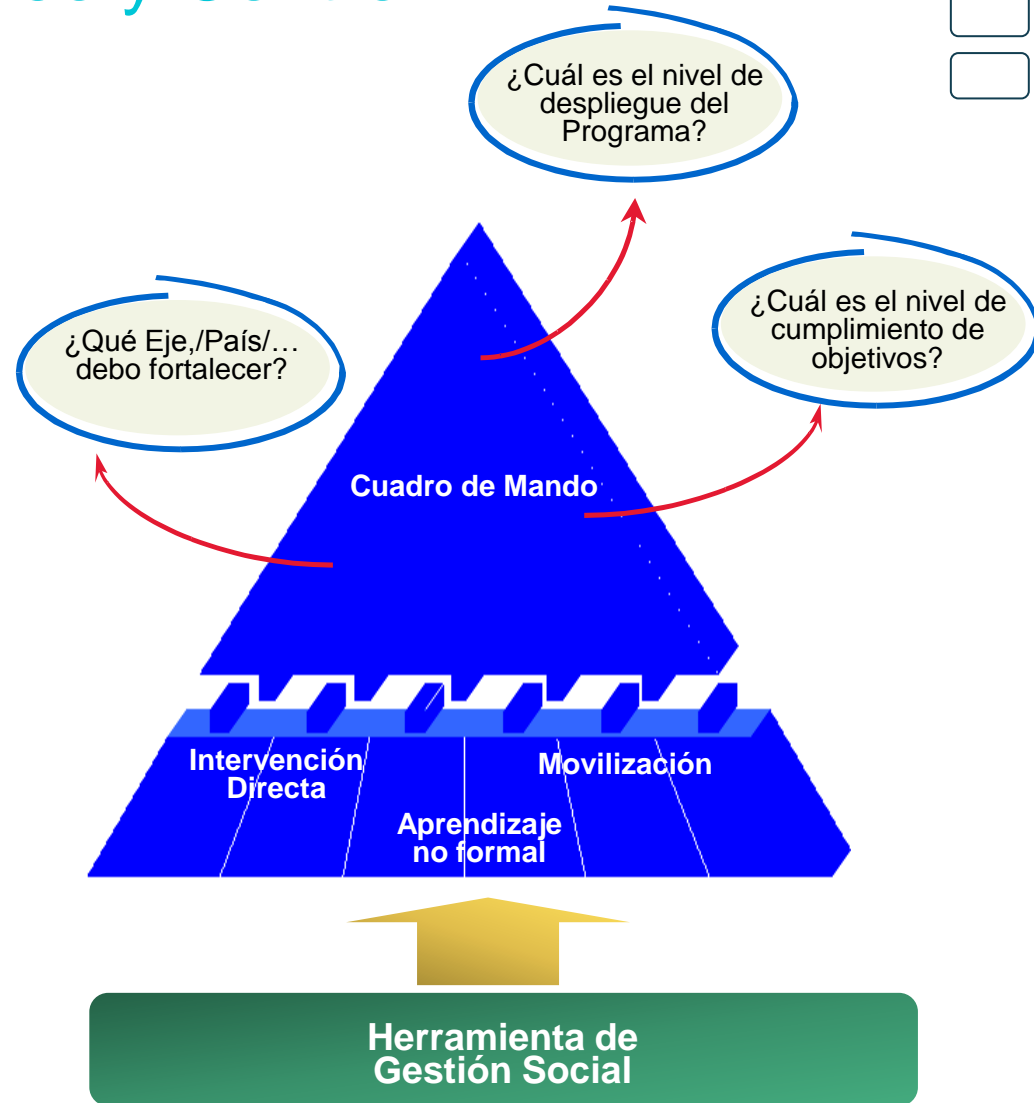 ¿Cuál es el nivel de
despliegue del
Programa?
¿Cuál es el nivel de
cumplimiento de
objetivos?
¿Qué Eje,/País/…
debo fortalecer?
Cuadro de Mando
Intervención
Directa
Movilización
Aprendizaje
no formal
Herramienta de
Gestión Social